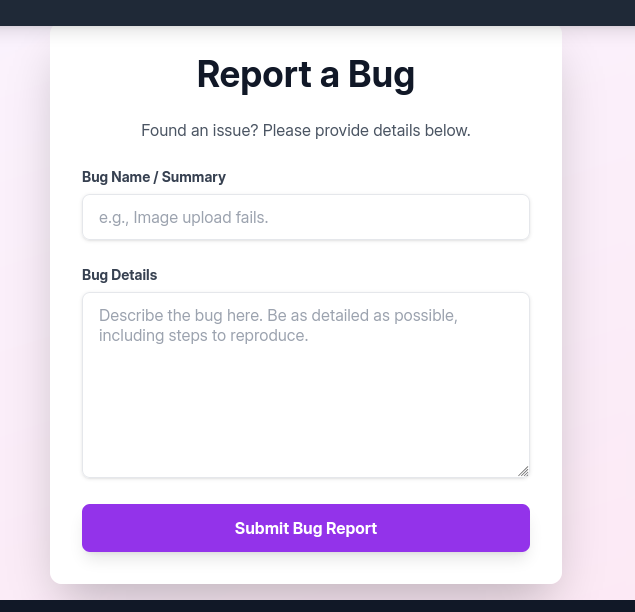 Report a Bug
Found an issue? Please provide details below.
Bug Name / Summary
e.g., Image upload fails.
Bug Details
Describe the bug here. Be as detailed as possible,
including steps to reproduce.
Submit Bug Report